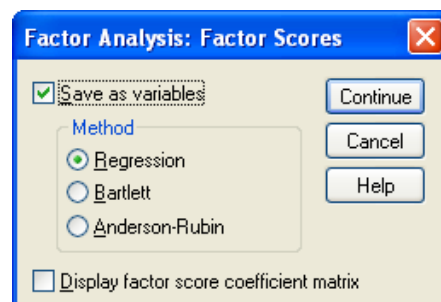 Factor Analysis: Factor Scores
Save as variables
Continue
Method
Cancel
Regression
Help
Bartlett
Anderson-Rubin
Display factor score coefficient matrix